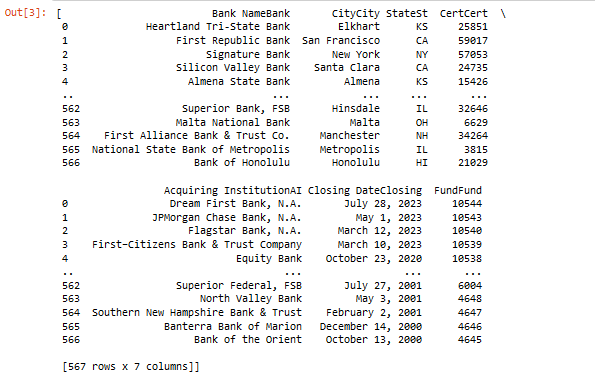 Out[3]: [                    Bank NameBank       CityCity StateSt  CertCert  \
0          Heartland Tri-State Bank        Elkhart      KS     25851
1               First Republic Bank  San Francisco      CA     59017
2                    Signature Bank       New York      NY     57053
3               Silicon Valley Bank    Santa Clara      CA     24735
4                Almena State Bank         Almena      KS     15426
..                              ...            ...     ...       ...
562              Superior Bank, FSB       Hinsdale      IL     32646
563             Malta National Bank          Malta      OH      6629
564  First Alliance Bank & Trust Co.     Manchester      NH     34264
565  National State Bank of Metropolis   Metropolis      IL      3815
566                Bank of Honolulu       Honolulu      HI     21029
Acquiring InstitutionAI Closing DateClosing  FundFund
0                Dream First Bank, N.A.       July 28, 2023     10544
1             JPMorgan Chase Bank, N.A.         May 1, 2023     10543
2                  Flagstar Bank, N.A.      March 12, 2023     10540
3    First-Citizens Bank & Trust Company      March 10, 2023     10539
4                           Equity Bank    October 23, 2020     10538
..                                  ...                 ...       ...
562               Superior Federal, FSB       July 27, 2001      6004
563                   North Valley Bank         May 3, 2001      4648
564  Southern New Hampshire Bank & Trust    February 2, 2001      4647
565               Banterra Bank of Marion   December 14, 2000      4646
566                  Bank of the Orient    October 13, 2000      4645
[567 rows x 7 columns]]